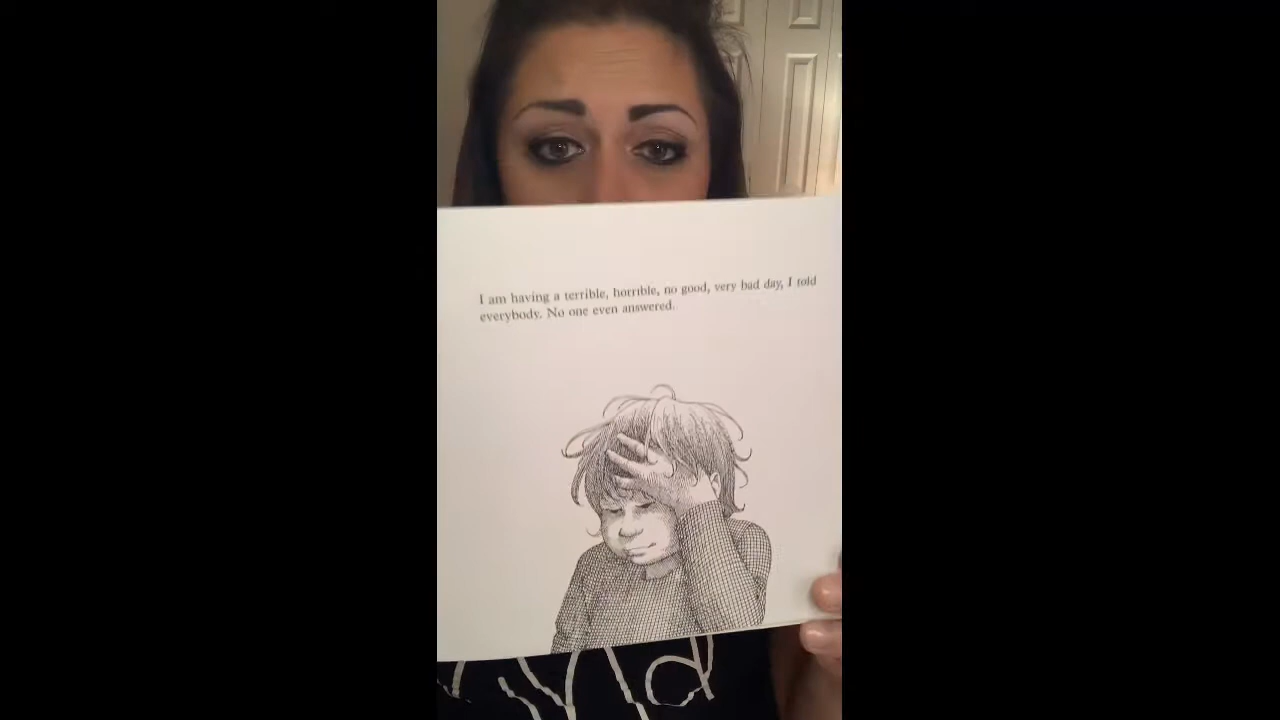 I am having a terrible, horrible, no good, very bad day, I told
everybody. No one even answered.